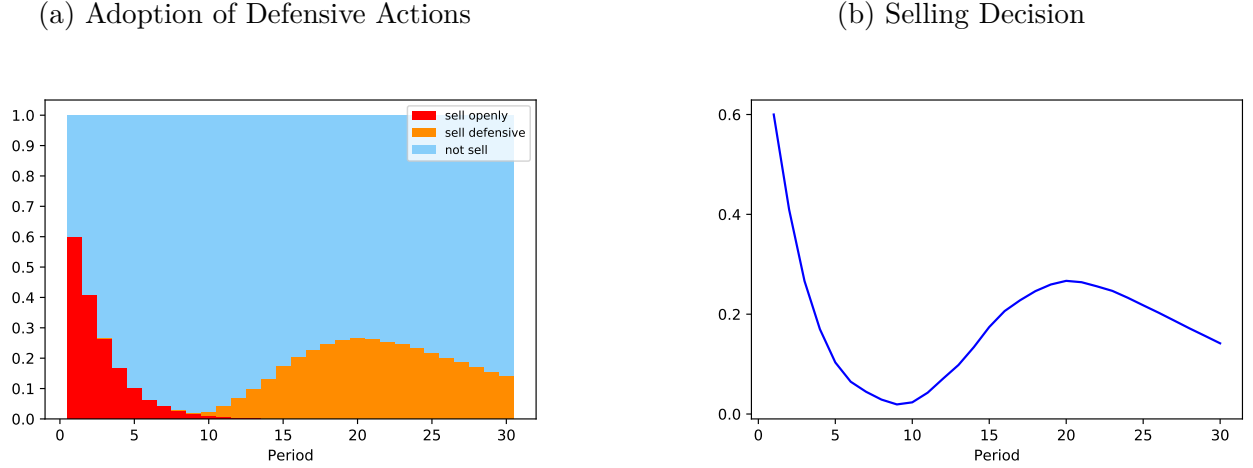 (a) Adoption of Defensive Actions
1.0
0.9
0.8
0.7
0.6
0.5
0.4
0.3
0.2
0.1
0.0
sell openly
sell defensive
not sell
0 5 10 15 20 25 30
Period
(b) Selling Decision
0.6
0.4
0.2
0.0
0 5 10 15 20 25 30
Period